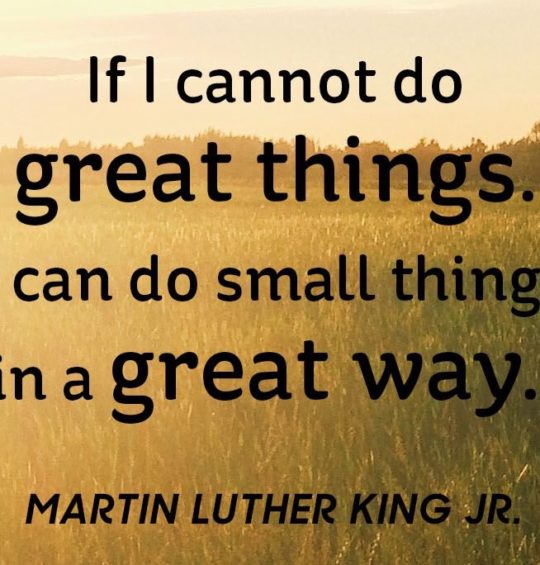 If I cannot do
great things.
can do small thing
in a great way.
MARTIN LUTHER KING JR.